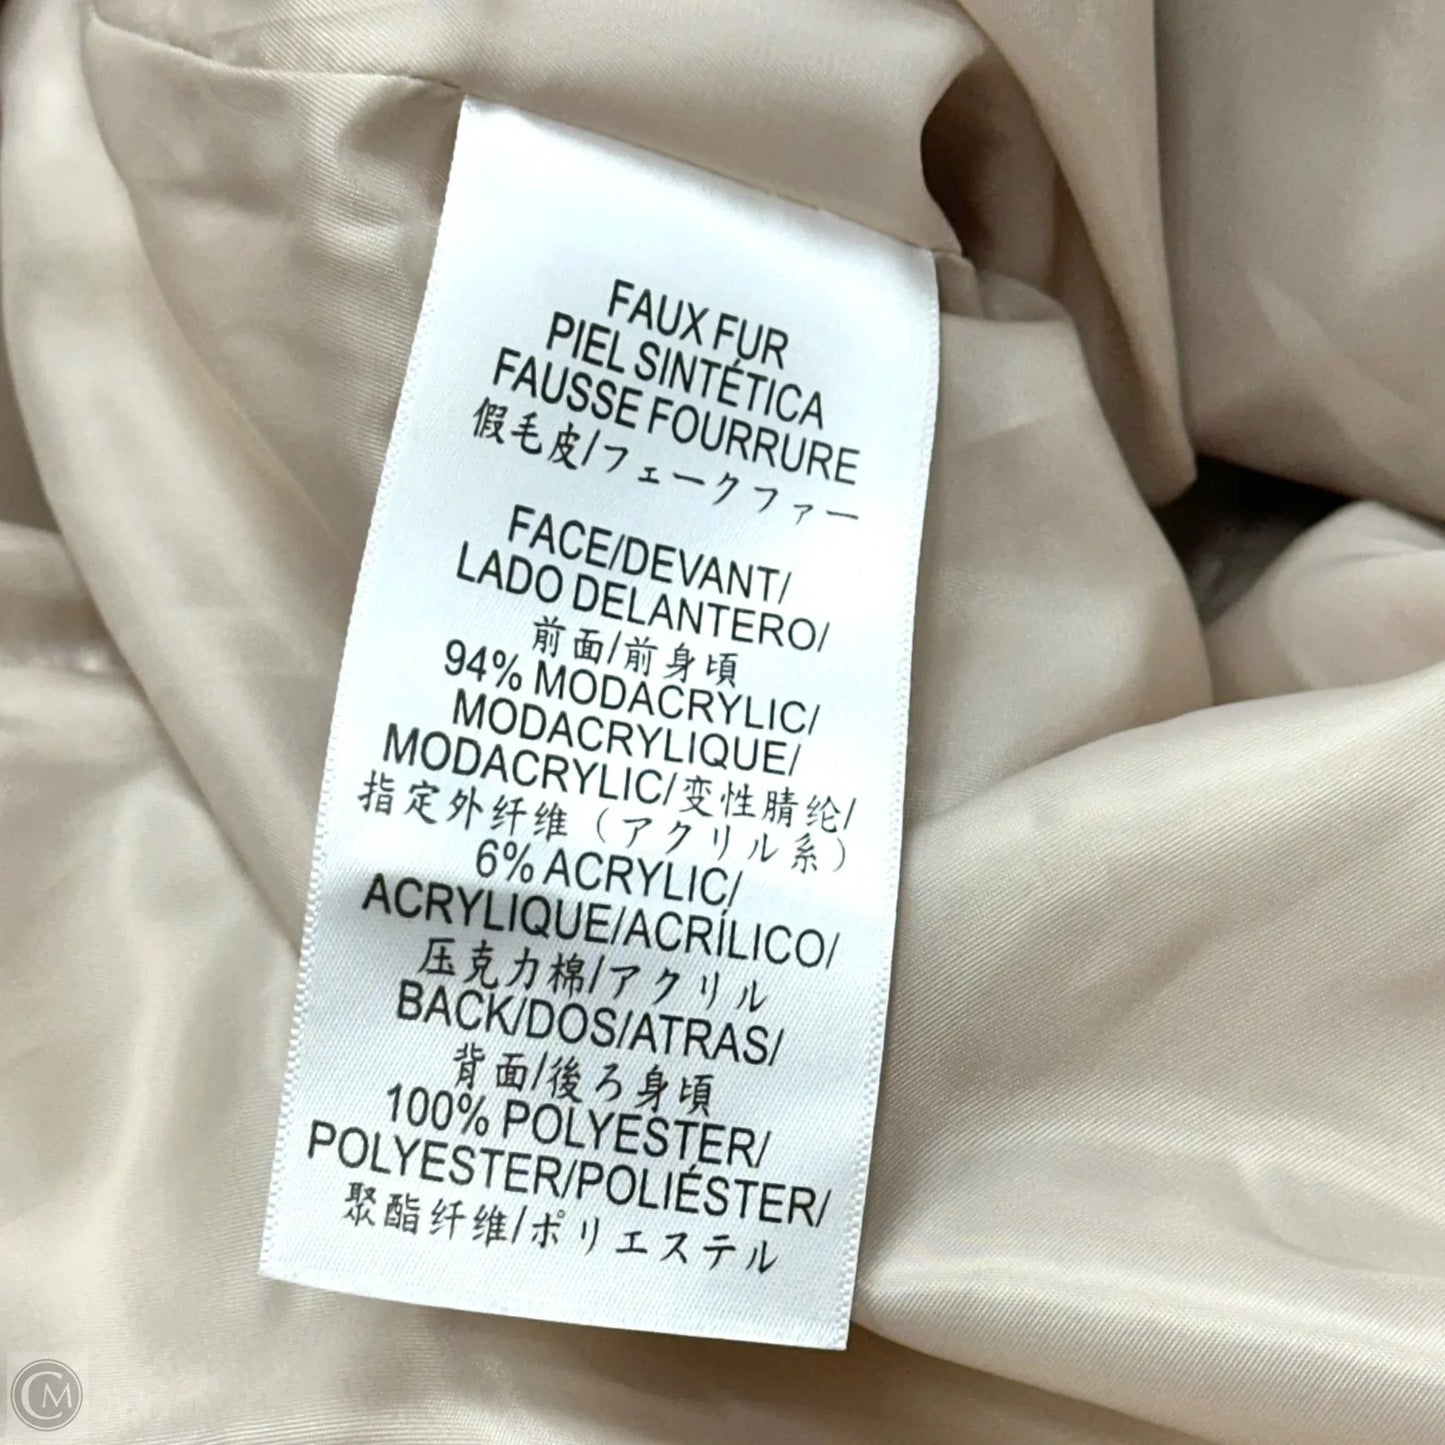 FAUX FUR
PIEL SINTÉTICA
FAUSSE FOURRURE
假毛皮/フェークファー
FACE/DEVANT/
LADO DELANTERO/
前面/前身頃
94% MODACRYLIC/
MODACRYLIQUE/
MODACRYLIC/变性腈纶/
指定外纤维（アクリル系）
6% ACRYLIC/
ACRYLIQUE/ACRÍLICO/
压克力棉/アクリル
BACK/DOS/ATRAS/
背面/後ろ身頃
100% POLYESTER/
POLYESTER/POLIÉSTER/
聚酯纤维/ポリエステル
CM